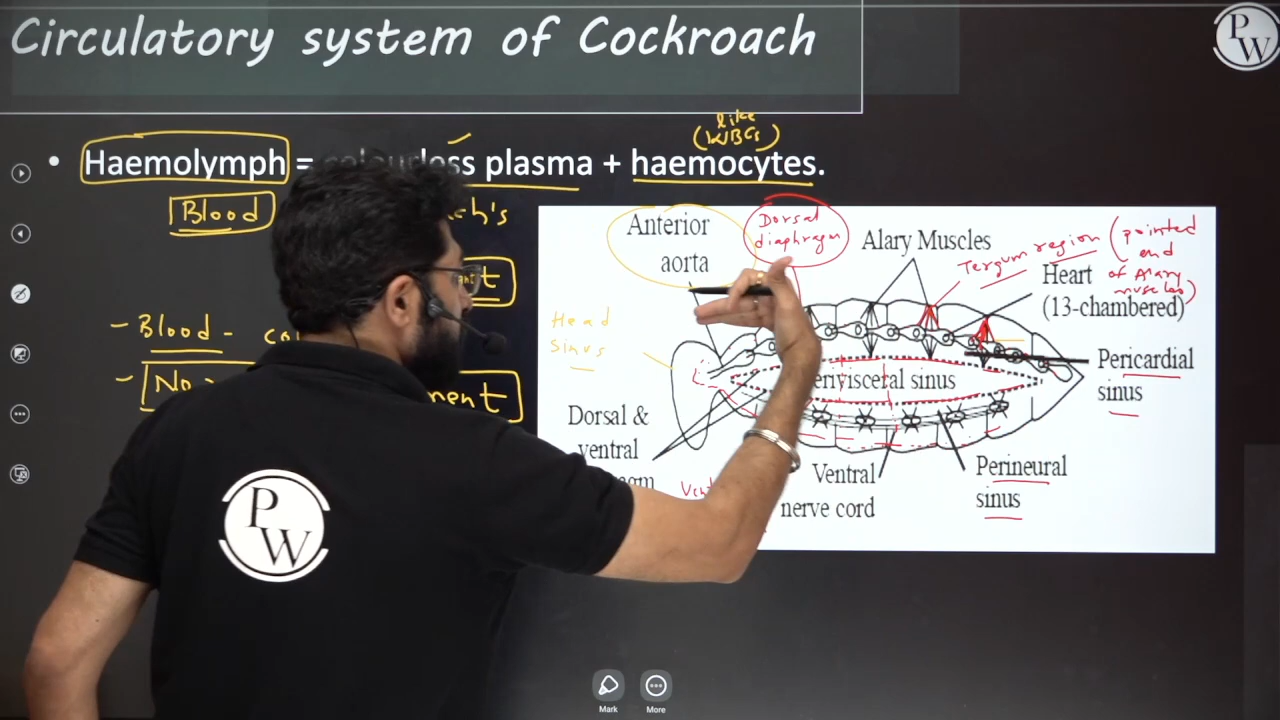 Circulatory system of Cockroach
PW
like
(WBCs)
• Haemolymph = plasma + haemocytes.
Blood
Anterior
aorta
Dorsal
diaphragm
Alary Muscles
Tergum region (pointed
end
of Alary
muscles)
Heart
(13-chambered)
- Blood -
Head
Sinus
Pericardial
sinus
- No
sinus
Dorsal &
ventral
Ventral
nerve cord
Perineural
sinus
PW
Mark
More